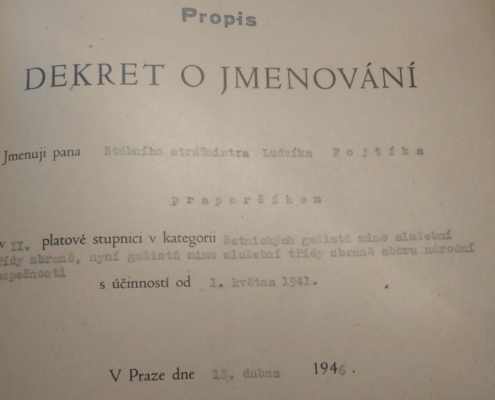 Propis
DEKRET O JMENOVÁNÍ
Jmenuji pana štábního strážmistra Ludvíka Fojtíka
praporčíkem
v II. platové stupnici v kategorii četnických gažistů mimo služební
třídy zbraně, nyní gažistů mimo služební třídy zbraně sboru národní
bezpečnosti
s účinností od 1. května 1941.
V Praze dne 18. dubna 1946.